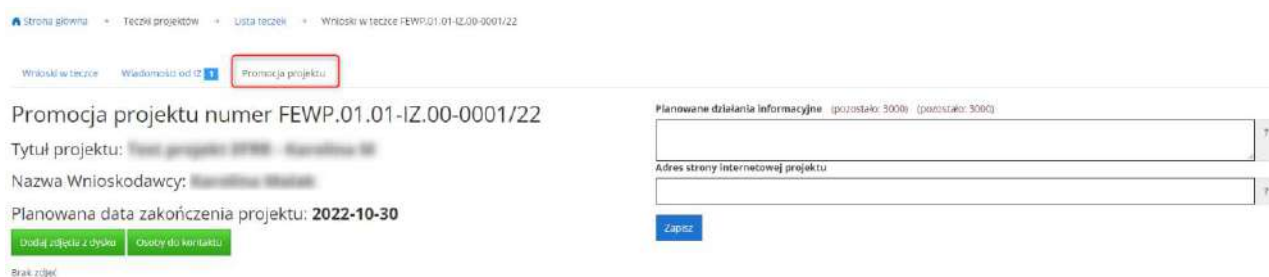 Strona główna → Teczki projektów → Lista teczek → Wnioski w teczce FEWP.01.01-IZ.00-0001/22
Wnioski w teczce Wiadomości od IZ 1 Promocja projektu
Promocja projektu numer FEWP.01.01-IZ.00-0001/22
Tytuł projektu:
Nazwa Wnioskodawcy:
Planowana data zakończenia projektu: 2022-10-30
Dodaj zdjęcia z dysku Osoby do kontaktu
Brak zdjęć
Planowane działania informacyjne (pozostało: 3000) (pozostało: 3000)
?
Adres strony internetowej projektu
?
Zapisz